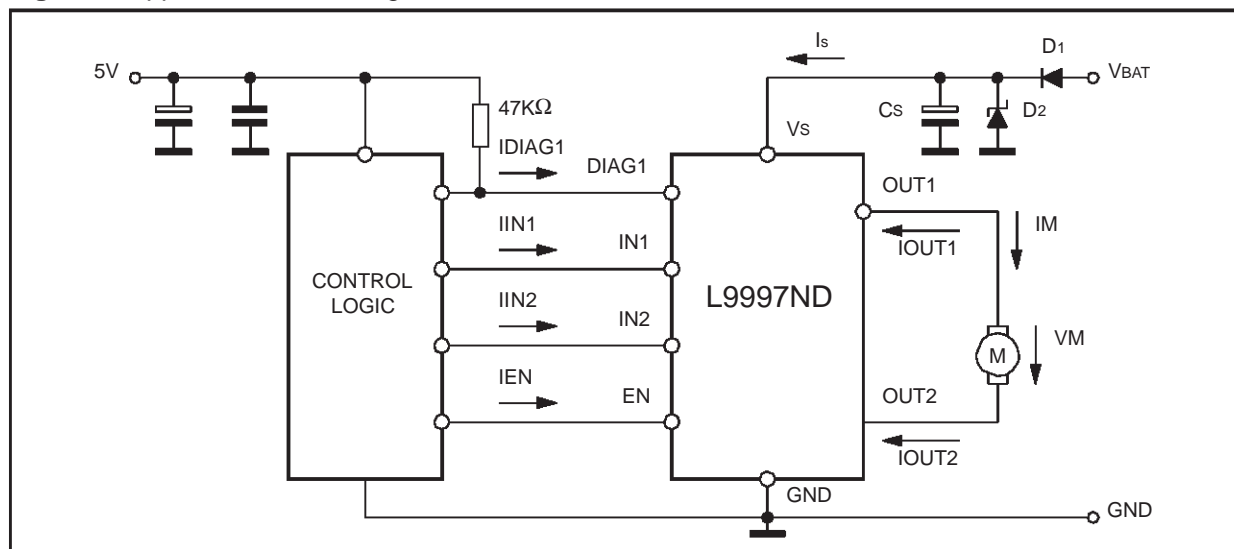 Is
D1
5V
VBAT
47KΩ
CS
D2
VS
IDIAG1
DIAG1
OUT1
IIN1
IN1
IOUT1
IM
CONTROL
LOGIC
L9997ND
IIN2
IN2
VM
M
IEN
EN
OUT2
IOUT2
GND
GND